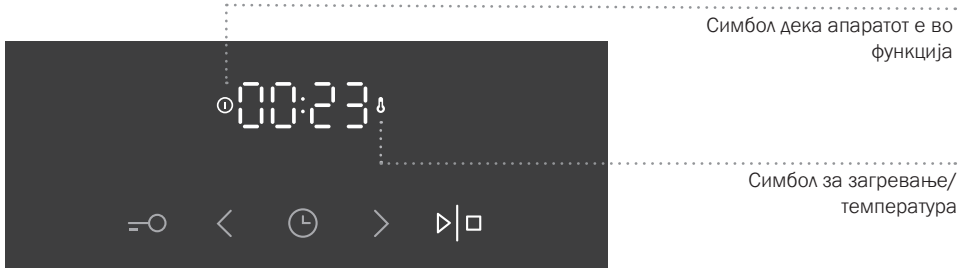 Симбол дека апаратот е во
функција
00:23
Симбол за загревање/
температура